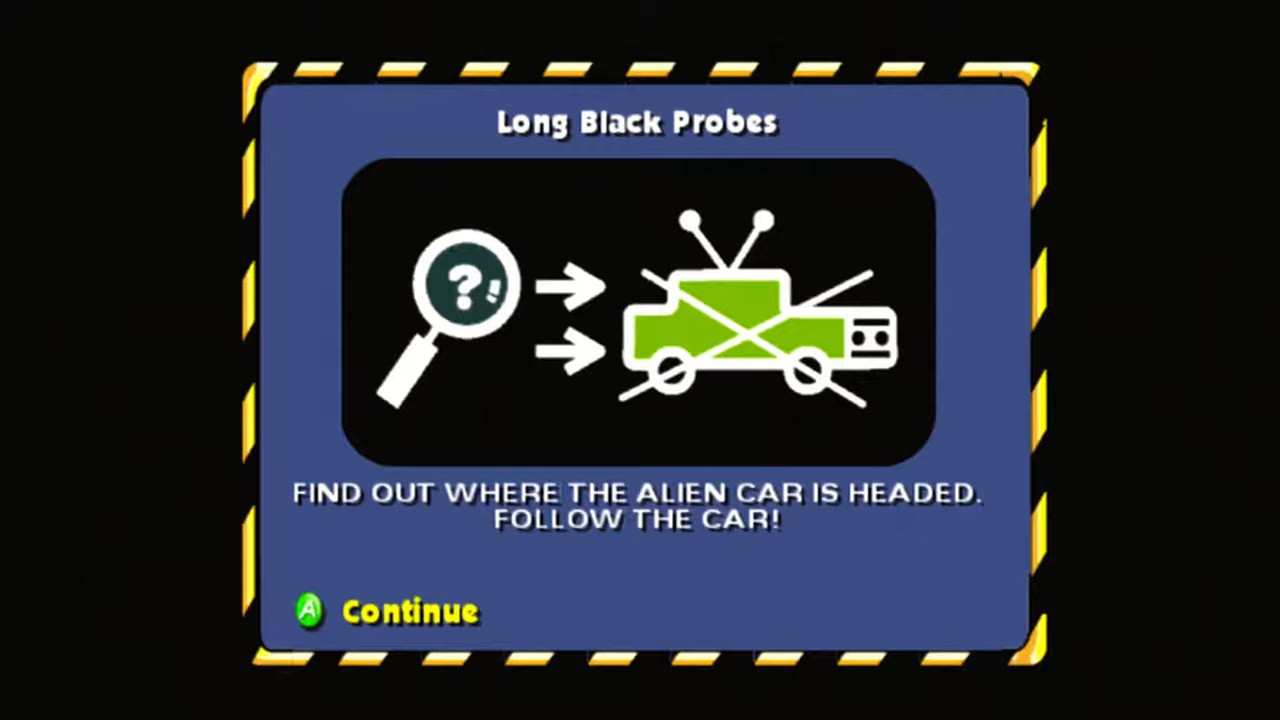 Long Black Probes
?!
FIND OUT WHERE THE ALIEN CAR IS HEADED.
FOLLOW THE CAR!
A Continue